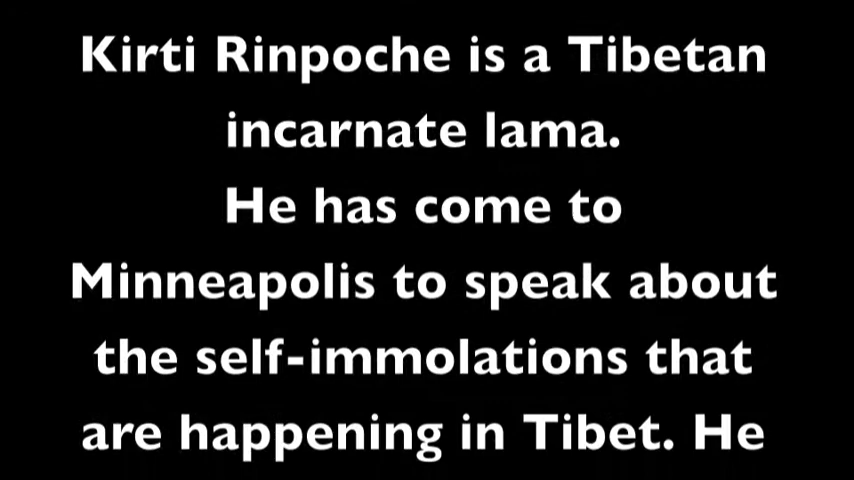 Kirti Rinpoche is a Tibetan
incarnate lama.
He has come to
Minneapolis to speak about
the self-immolations that
are happening in Tibet. He